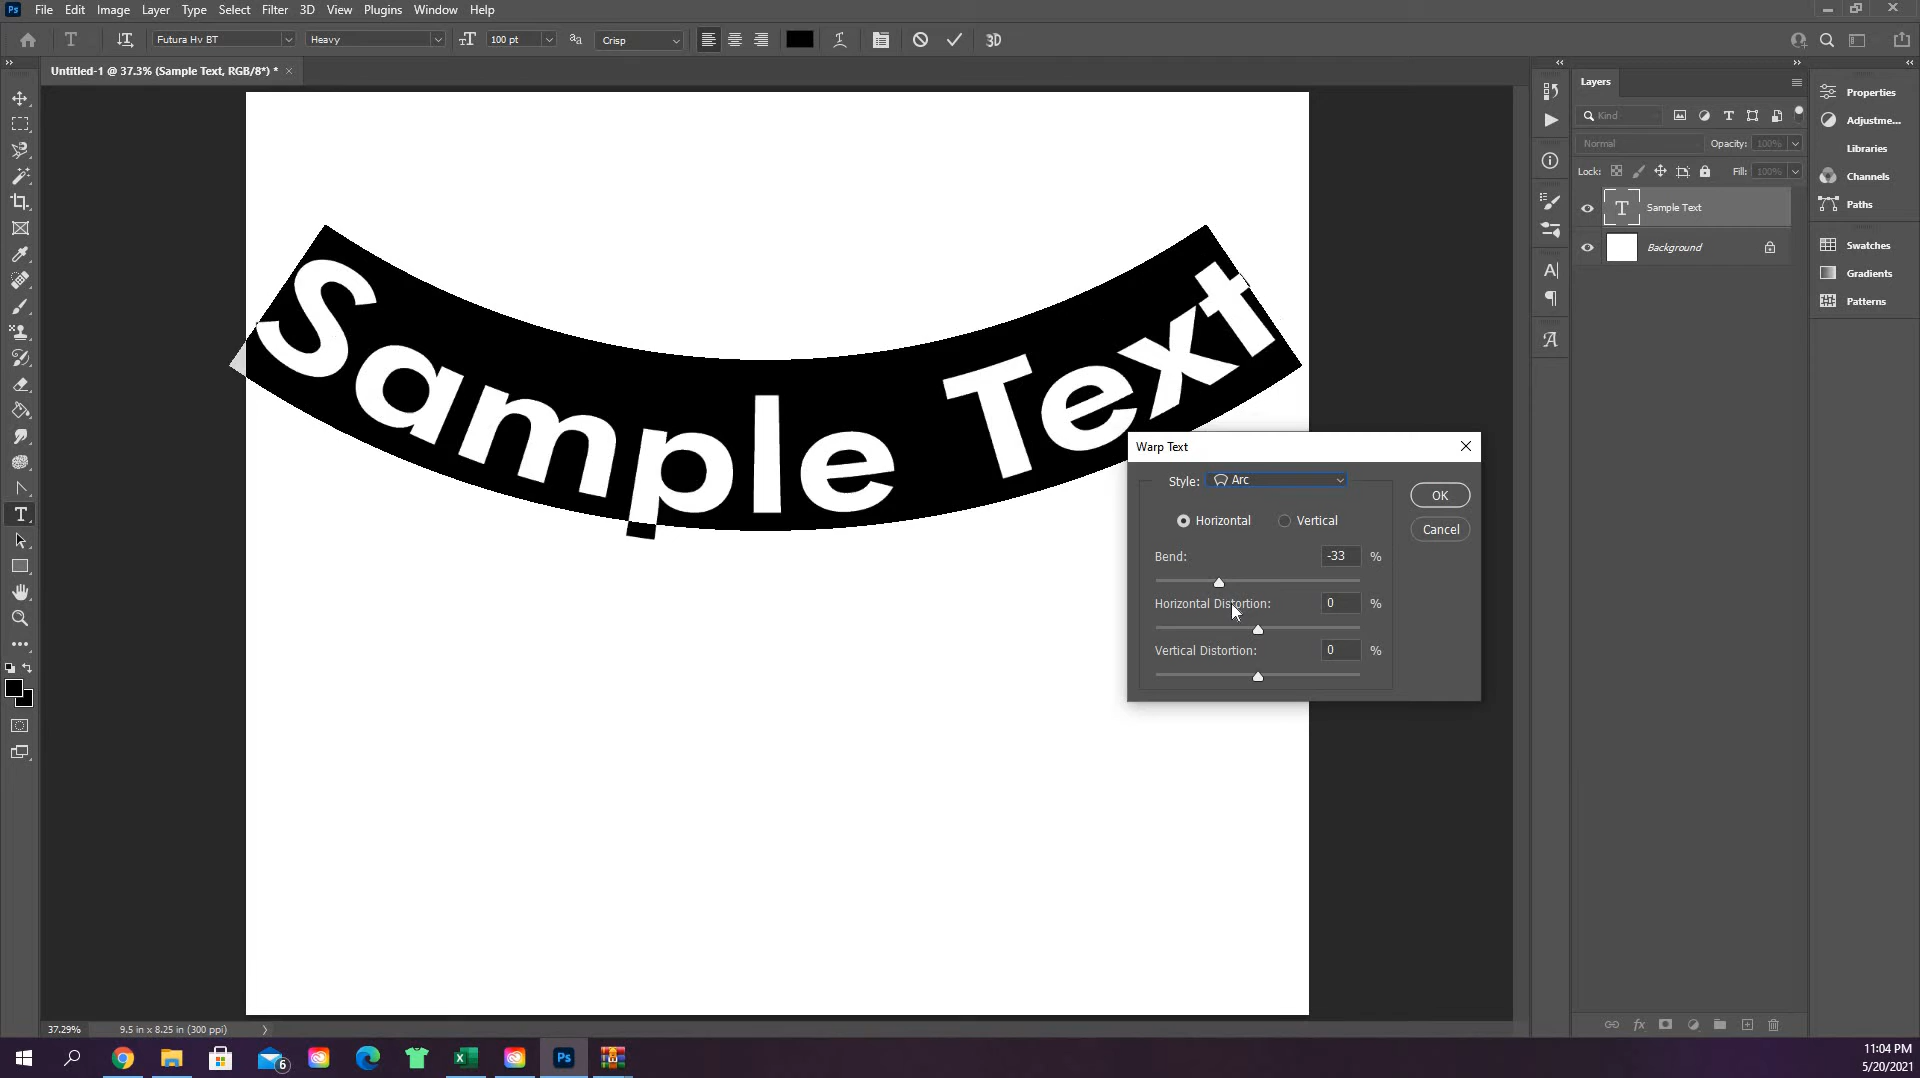 Ps File Edit Image Layer Type Select Filter 3D View Plugins Window Help
T Futura Hv BT Heavy 100 pt Crisp 3D
Untitled-1 @ 37.3% (Sample Text, RGB/8*) * ×
Sample Text
Warp Text
Style: Arc
OK
Horizontal Vertical
Cancel
Bend: -33 %
Horizontal Distortion: 0 %
Vertical Distortion: 0 %
Layers
Kind
Normal Opacity: 100%
Lock: Fill: 100%
T Sample Text
Background
Properties
Adjustme...
Libraries
Channels
Paths
Swatches
Gradients
Patterns
37.29% 9.5 in x 8.25 in (300 ppi)
6
Ps
11:04 PM
5/20/2021